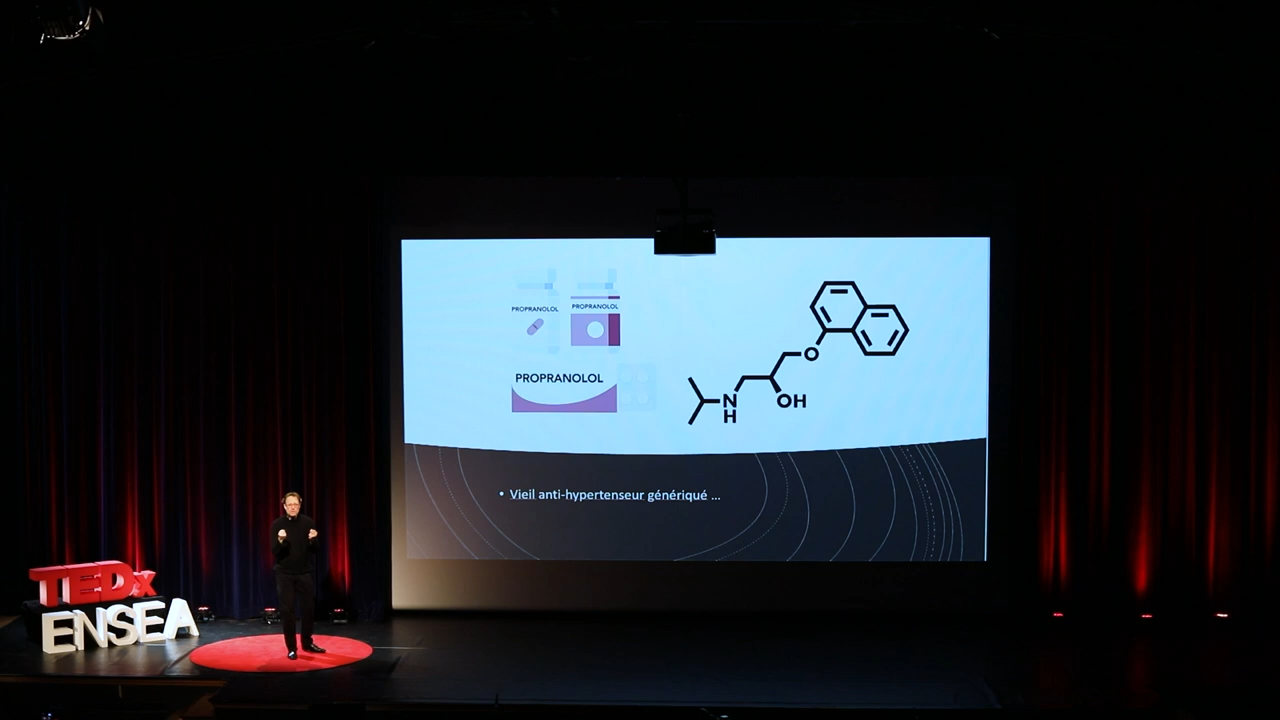 PROPRANOLOL
PROPRANOLOL
PROPRANOLOL
O
OH
N
H
• Vieil anti-hypertenseur génériqué ...
TEDx
ENSEA